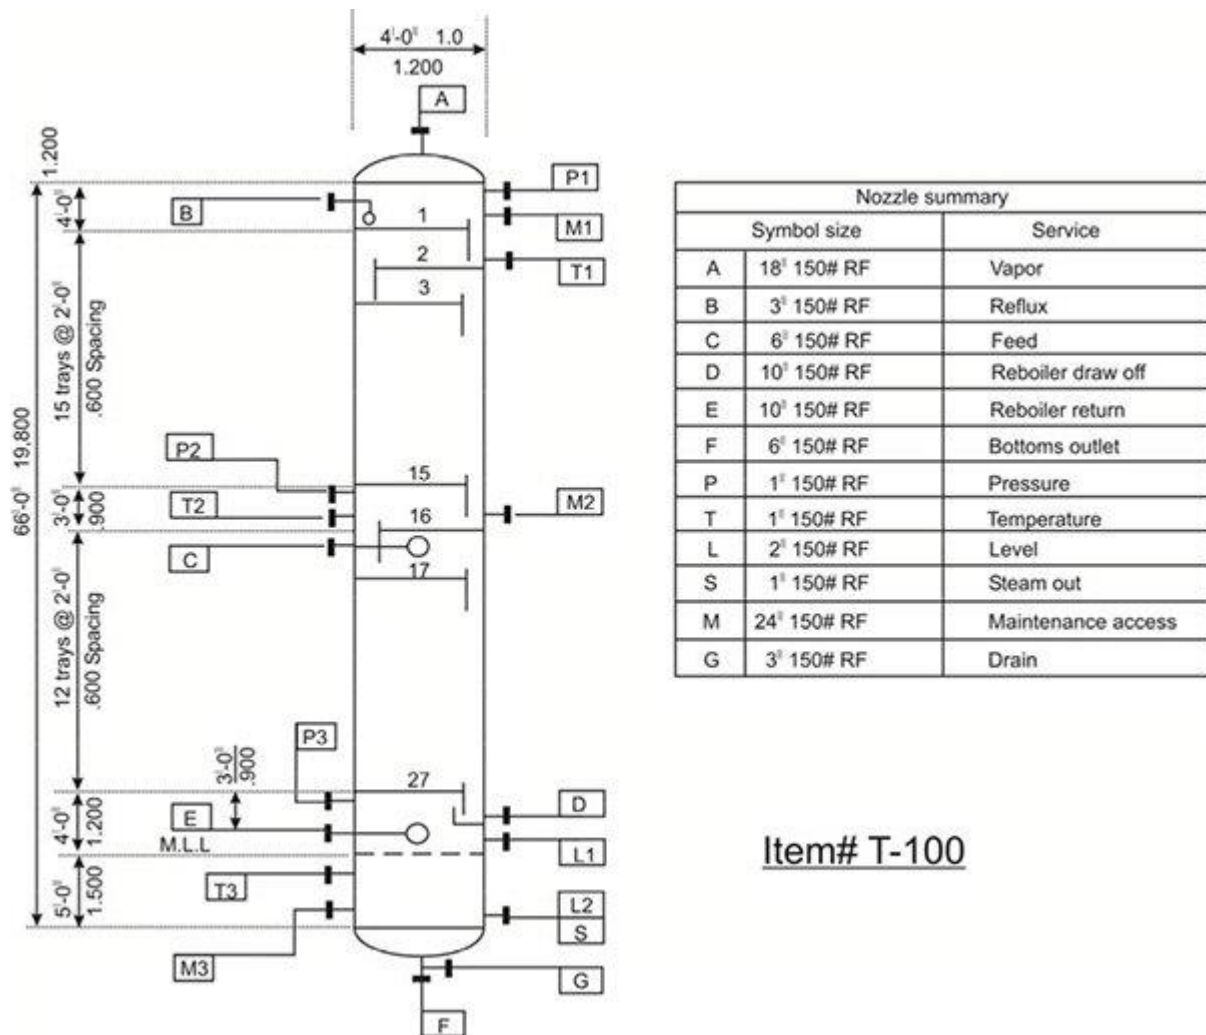 4'-0" 1.0
1.200
A
1.200
4'-0"
B
P1
M1
T1
1
2
3
15 trays @ 2'-0"
.600 Spacing
19,800
66'-0"
P2
T2
3'-0"
.900
C
15
16
17
M2
12 trays @ 2'-0"
.600 Spacing
P3
3'-0"
.900
27
E
M.L.L
4'-0"
1.200
D
L1
T3
5'-0"
1.500
M3
L2
S
G
F
Nozzle summary
Symbol size Service
A 18" 150# RF Vapor
B 3" 150# RF Reflux
C 6" 150# RF Feed
D 10" 150# RF Reboiler draw off
E 10" 150# RF Reboiler return
F 6" 150# RF Bottoms outlet
P 1" 150# RF Pressure
T 1" 150# RF Temperature
L 2" 150# RF Level
S 1" 150# RF Steam out
M 24" 150# RF Maintenance access
G 3" 150# RF Drain
Item# T-100